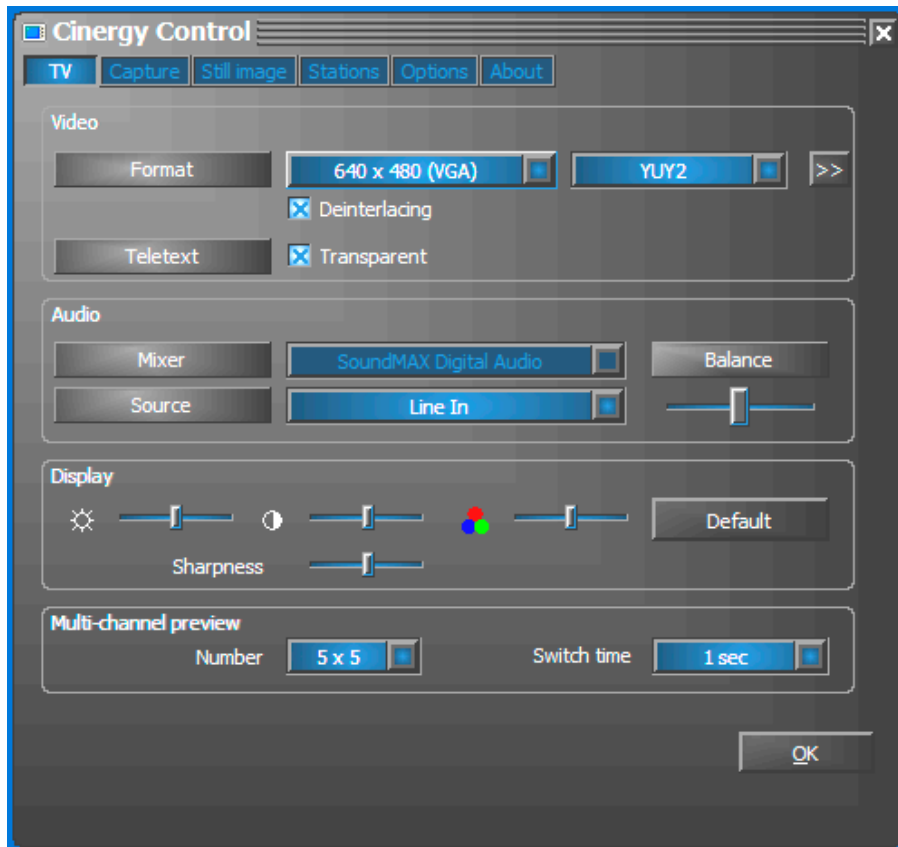 Cinergy Control
TV Capture Still image Stations Options About
Video
Format 640 x 480 (VGA) YUY2 >>
Deinterlacing
Teletext Transparent
Audio
Mixer SoundMAX Digital Audio Balance
Source Line In
Display
Default
Sharpness
Multi-channel preview
Number 5 x 5 Switch time 1 sec
OK